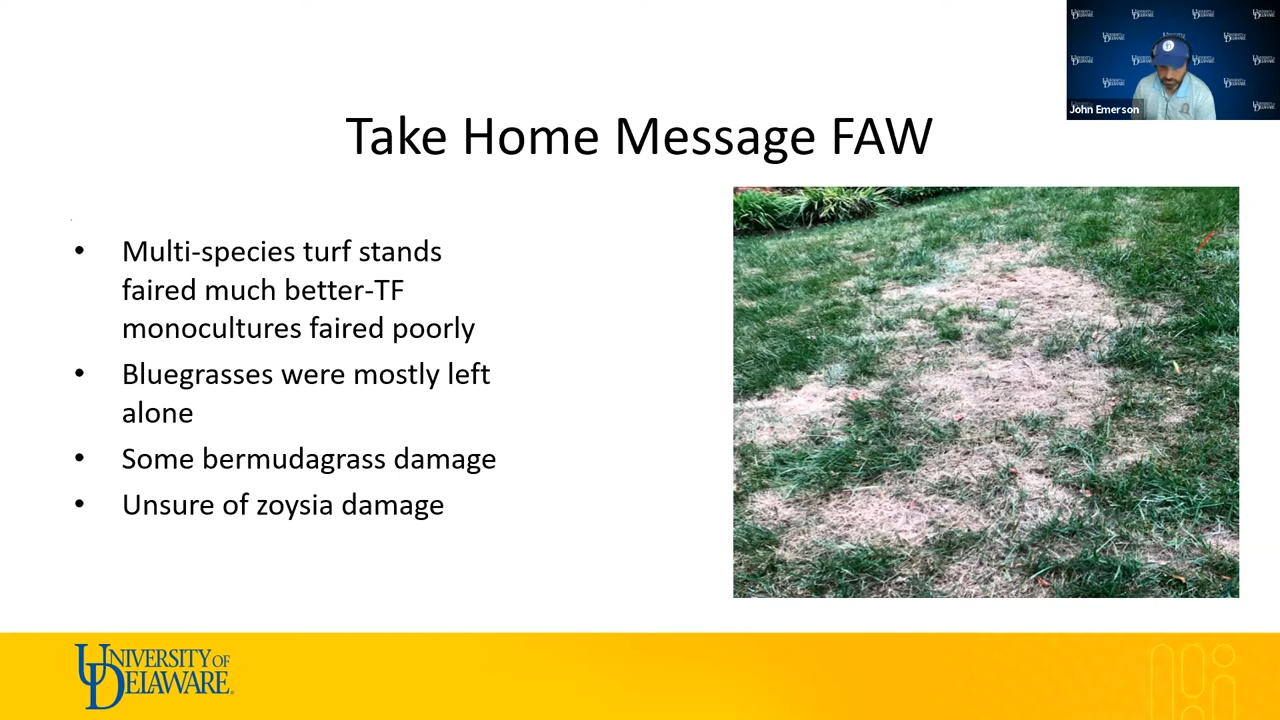 John Emerson
Take Home Message FAW
• Multi-species turf stands
faired much better-TF
monocultures faired poorly
• Bluegrasses were mostly left
alone
• Some bermudagrass damage
• Unsure of zoysia damage
UNIVERSITY OF
DELAWARE